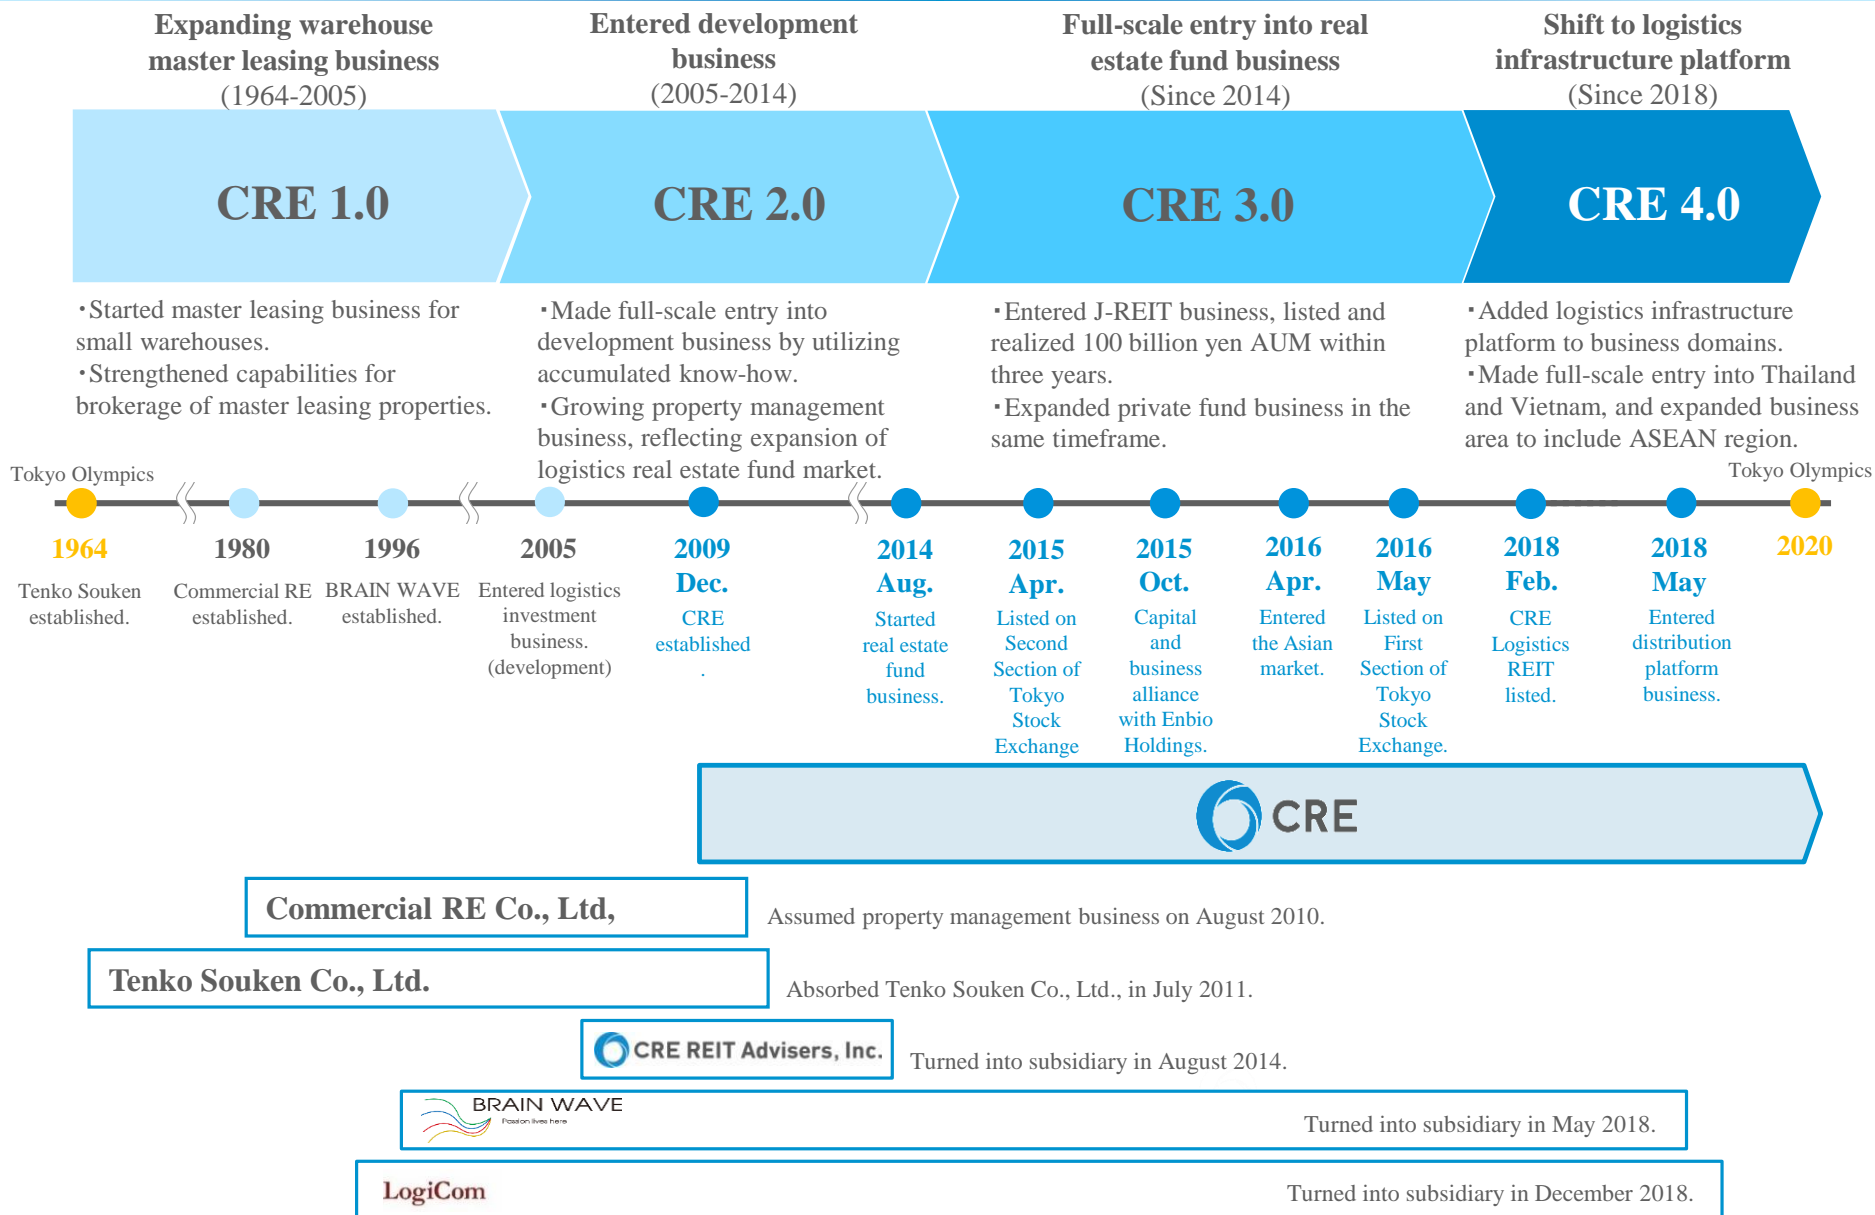 Expanding warehouse
master leasing business
(1964-2005)
Entered development
business
(2005-2014)
Full-scale entry into real
estate fund business
(Since 2014)
Shift to logistics
infrastructure platform
(Since 2018)
CRE 1.0
CRE 2.0
CRE 3.0
CRE 4.0
・Started master leasing business for
small warehouses.
・Strengthened capabilities for
brokerage of master leasing properties.
・Made full-scale entry into
development business by utilizing
accumulated know-how.
・Growing property management
business, reflecting expansion of
logistics real estate fund market.
・Entered J-REIT business, listed and
realized 100 billion yen AUM within
three years.
・Expanded private fund business in the
same timeframe.
・Added logistics infrastructure
platform to business domains.
・Made full-scale entry into Thailand
and Vietnam, and expanded business
area to include ASEAN region.
Tokyo Olympics
Tokyo Olympics
1964
Tenko Souken
established.
1980
Commercial RE
established.
1996
BRAIN WAVE
established.
2005
Entered logistics
investment
business.
(development)
2009
Dec.
CRE
established
.
2014
Aug.
Started
real estate
fund
business.
2015
Apr.
Listed on
Second
Section of
Tokyo
Stock
Exchange
2015
Oct.
Capital
and
business
alliance
with Enbio
Holdings.
2016
Apr.
Entered
the Asian
market.
2016
May
Listed on
First
Section of
Tokyo
Stock
Exchange.
2018
Feb.
CRE
Logistics
REIT
listed.
2018
May
Entered
distribution
platform
business.
2020
CRE
Commercial RE Co., Ltd,
Assumed property management business on August 2010.
Tenko Souken Co., Ltd.
Absorbed Tenko Souken Co., Ltd., in July 2011.
CRE REIT Advisers, Inc.
Turned into subsidiary in August 2014.
BRAIN WAVE
Passion lives here
Turned into subsidiary in May 2018.
LogiCom
Turned into subsidiary in December 2018.